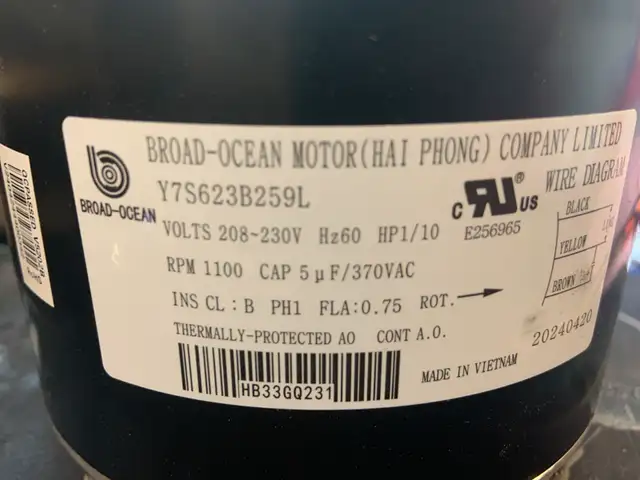 BROAD-OCEAN MOTOR(HAI PHONG) COMPANY LIMITED
BROAD-OCEAN
Y7S623B259L
C RU® US
E256965
WIRE DIAGRAM
BLACK
YELLOW
BROWN
VOLTS 208~230V Hz60 HP1/10
RPM 1100 CAP 5μF/370VAC
INS CL:B PH1 FLA:0.75 ROT.
THERMALLY-PROTECTED AO CONT A.O.
20240420
MADE IN VIETNAM
HB33GQ231